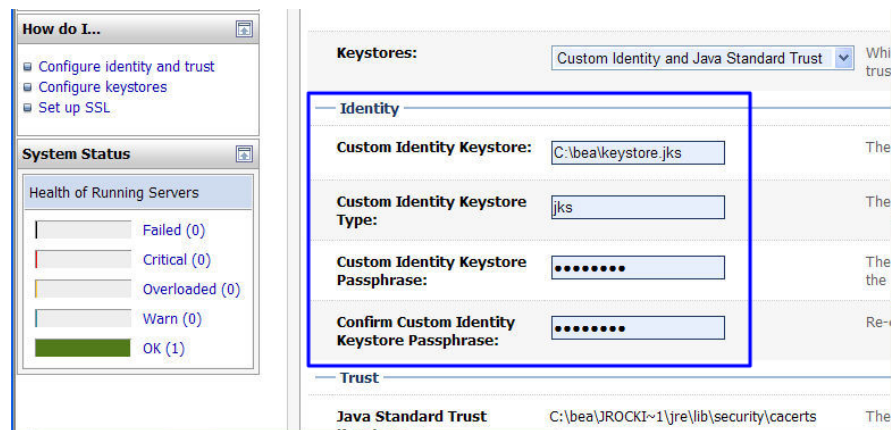 How do I...
Configure identity and trust
Configure keystores
Set up SSL
System Status
Health of Running Servers
Failed (0)
Critical (0)
Overloaded (0)
Warn (0)
OK (1)
Keystores:
Custom Identity and Java Standard Trust
Identity
Custom Identity Keystore:
C:\bea\keystore.jks
The
Custom Identity Keystore
Type:
jks
The
Custom Identity Keystore
Passphrase:
••••••••
The
the
Confirm Custom Identity
Keystore Passphrase:
••••••••
Trust
Java Standard Trust
C:\bea\JROCKI~1\jre\lib\security\cacerts
The